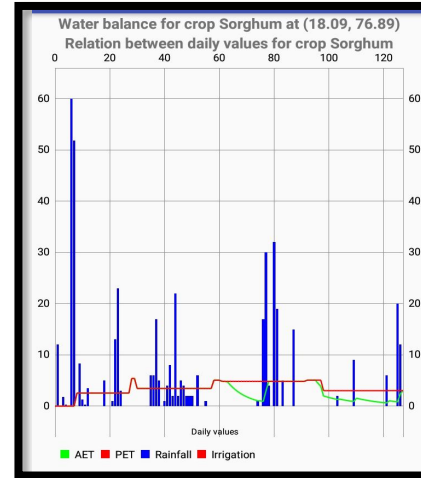 Water balance for crop Sorghum at (18.09, 76.89)
Relation between daily values for crop Sorghum
0 20 40 60 80 100 120
60 60
50 50
40 40
30 30
20 20
10 10
0 0
Daily values
AET PET Rainfall Irrigation